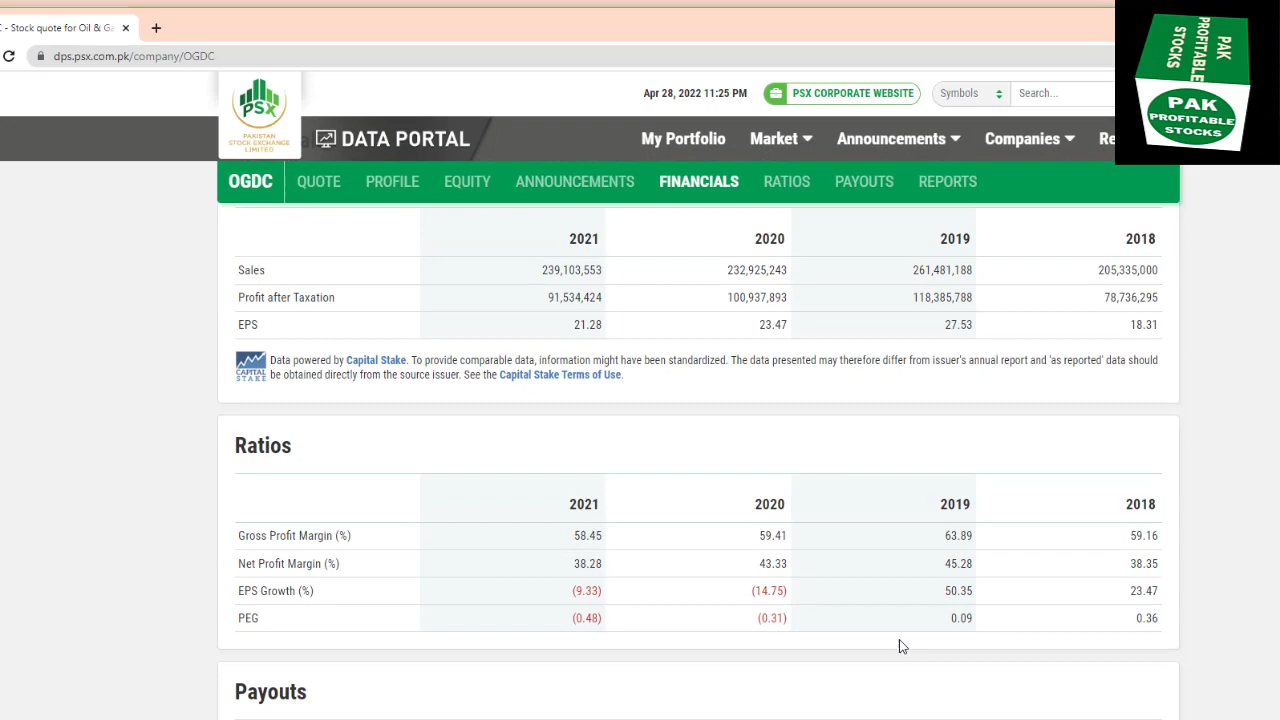 C - Stock quote for Oil & Ga
dps.psx.com.pk/company/OGDC
PSX
PAKISTAN
STOCK EXCHANGE
LIMITED
DATA PORTAL
Apr 28, 2022 11:25 PM
PSX CORPORATE WEBSITE
Symbols
Search...
My Portfolio Market Announcements Companies Re
PAK
PROFITABLE
STOCKS
PAK
PROFITABLE
STOCKS
OGDC QUOTE PROFILE EQUITY ANNOUNCEMENTS FINANCIALS RATIOS PAYOUTS REPORTS
2021 2020 2019 2018
Sales 239,103,553 232,925,243 261,481,188 205,335,000
Profit after Taxation 91,534,424 100,937,893 118,385,788 78,736,295
EPS 21.28 23.47 27.53 18.31
CAPITAL
STAKE
Data powered by Capital Stake. To provide comparable data, information might have been standardized. The data presented may therefore differ from issuer's annual report and 'as reported' data should
be obtained directly from the source issuer. See the Capital Stake Terms of Use.
Ratios
2021 2020 2019 2018
Gross Profit Margin (%) 58.45 59.41 63.89 59.16
Net Profit Margin (%) 38.28 43.33 45.28 38.35
EPS Growth (%) (9.33) (14.75) 50.35 23.47
PEG (0.48) (0.31) 0.09 0.36
Payouts